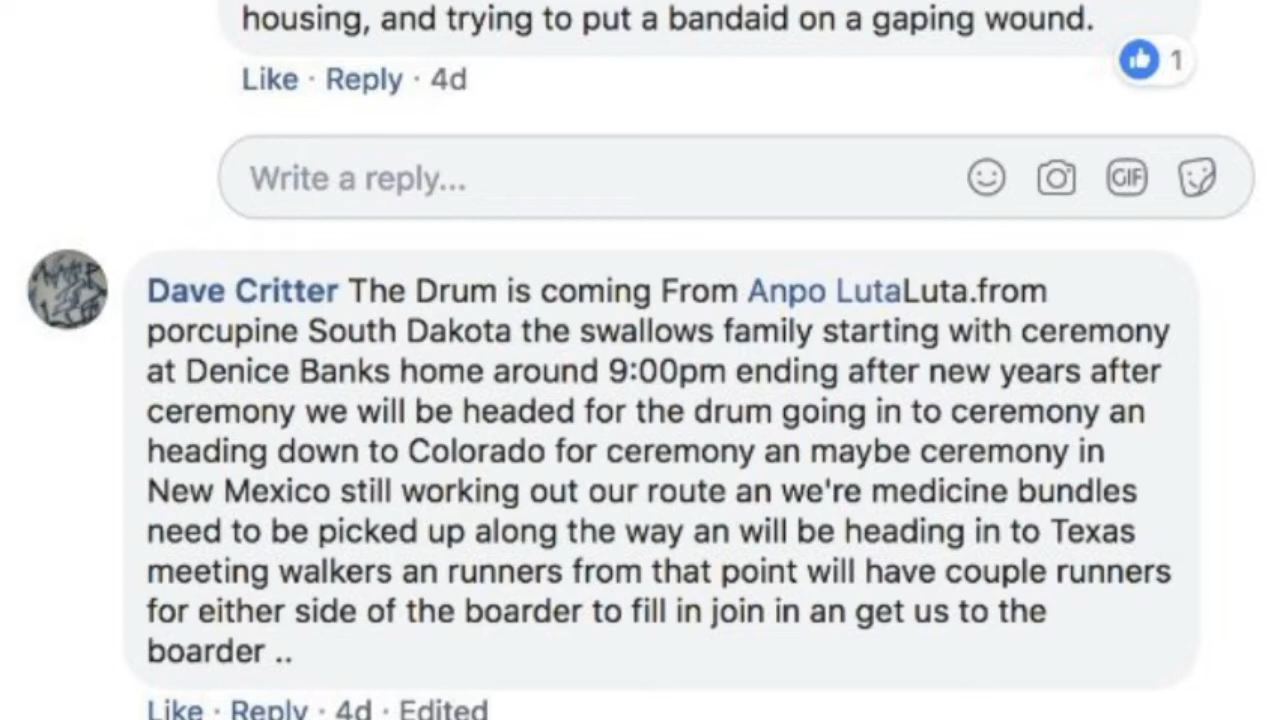 housing, and trying to put a bandaid on a gaping wound.
1
Like · Reply · 4d
Write a reply...
GIF
Dave Critter The Drum is coming From Anpo LutaLuta.from
porcupine South Dakota the swallows family starting with ceremony
at Denice Banks home around 9:00pm ending after new years after
ceremony we will be headed for the drum going in to ceremony an
heading down to Colorado for ceremony an maybe ceremony in
New Mexico still working out our route an we're medicine bundles
need to be picked up along the way an will be heading in to Texas
meeting walkers an runners from that point will have couple runners
for either side of the boarder to fill in join in an get us to the
boarder ..
Like · Reply · 4d · Edited